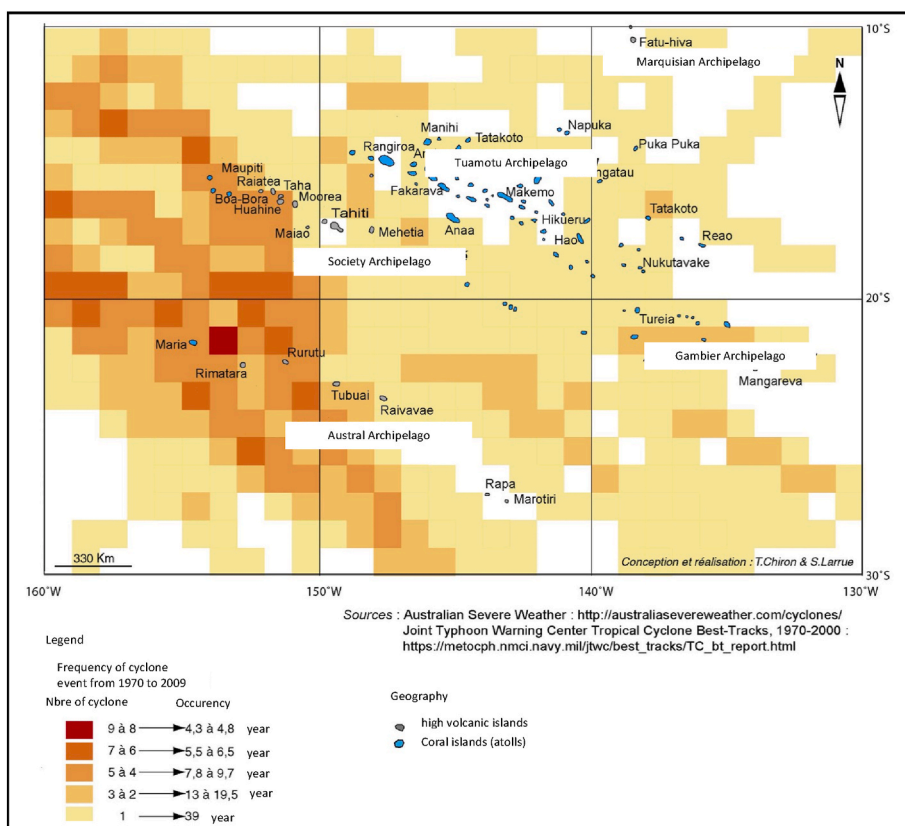 10°S
Fatu-hiva
Marquisian Archipelago
N
Napuka
Manihi
Tatakoto
Rangiroa
Puka Puka
Tuamotu Archipelago
ngatau
Maupiti
Raiatea
Taha
Fakarava
Makemo
Boa-Bora
Moorea
Huahine
Tahiti
Tatakoto
Hikueru
Maiao
Mehetia
Anaa
Hao
Reao
Society Archipelago
Nukutavake
20°S
Tureia
Maria
Rurutu
Gambier Archipelago
Rimatara
Mangareva
Tubuai
Raivavae
Austral Archipelago
Rapa
Marotiri
330 Km
Conception et réalisation : T.Chiron & S.Larrue
30°S
160°W
150°W
140°W
130°W
Sources : Australian Severe Weather : http://australiasevereweather.com/cyclones/
Joint Typhoon Warning Center Tropical Cyclone Best-Tracks, 1970-2000 :
https://metocph.nmci.navy.mil/jtwc/best_tracks/TC_bt_report.html
Legend
Frequency of cyclone
event from 1970 to 2009
Nbre of cyclone Occurency
9 à 8 4,3 à 4,8 year
7 à 6 5,5 à 6,5 year
5 à 4 7,8 à 9,7 year
3 à 2 13 à 19,5 year
1 39 year
Geography
high volcanic islands
Coral islands (atolls)